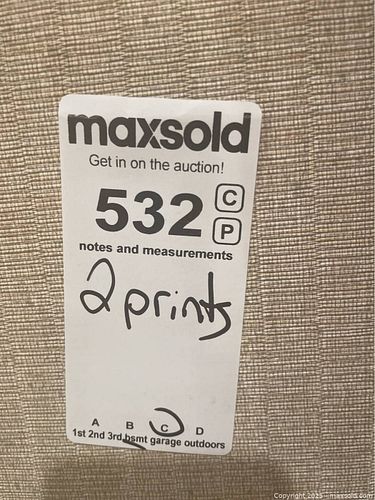 maxsold
Get in on the auction!
532 C
P
notes and measurements
2 prints
A B C D
1st 2nd 3rd bsmt garage outdoors
Copyright 2025 - maxsold.com